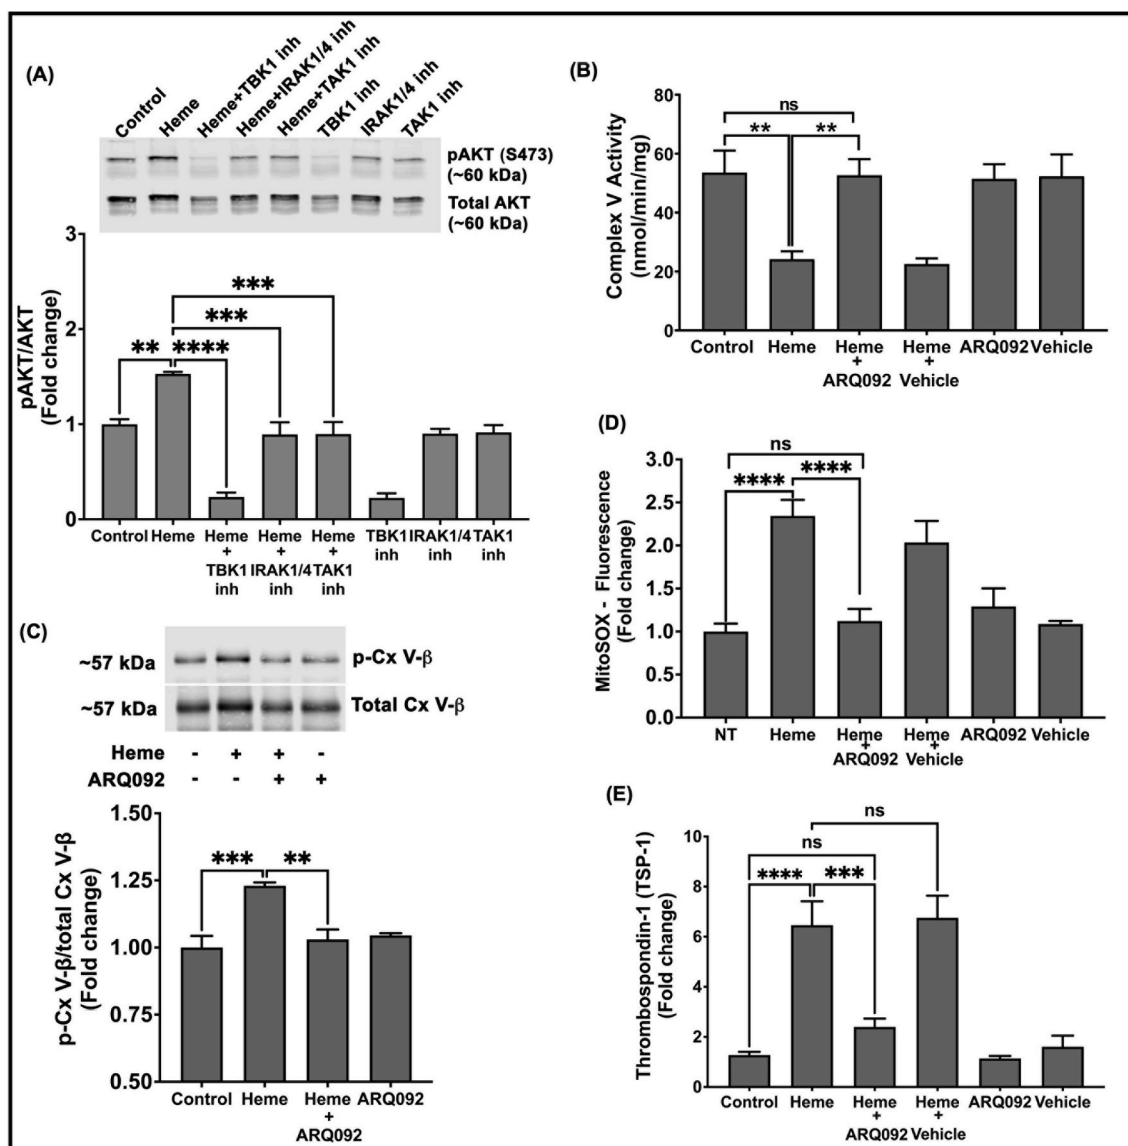 (A)
Control
Heme
Heme+TBK1 inh
Heme+IRAK1/4 inh
Heme+TAK1 inh
TBK1 inh
IRAK1/4 inh
TAK1 inh
pAKT (S473)
(~60 kDa)
Total AKT
(~60 kDa)
pAKT/AKT
(Fold change)
3
2
1
0
** **** *** ***
Control Heme Heme Heme Heme TBK1 IRAK1/4 TAK1
+ + + inh inh inh
TBK1 IRAK1/4 TAK1
inh inh inh
(B)
Complex V Activity
(nmol/min/mg)
80
60
40
20
0
ns
** **
Control Heme Heme Heme ARQ092 Vehicle
+ +
ARQ092 Vehicle
(C)
~57 kDa p-Cx V-β
~57 kDa Total Cx V-β
Heme - + + -
ARQ092 - - + +
p-Cx V-β/total Cx V-β
(Fold change)
1.50
1.25
1.00
0.75
0.50
*** **
Control Heme Heme ARQ092
+
ARQ092
(D)
MitoSOX - Fluorescence
(Fold change)
3.0
2.5
2.0
1.5
1.0
0.5
0.0
ns
**** ****
NT Heme Heme Heme ARQ092 Vehicle
+ +
ARQ092 Vehicle
(E)
Thrombospondin-1 (TSP-1)
(Fold change)
10
8
6
4
2
0
ns
ns
**** ***
Control Heme Heme Heme ARQ092 Vehicle
+ +
ARQ092 Vehicle